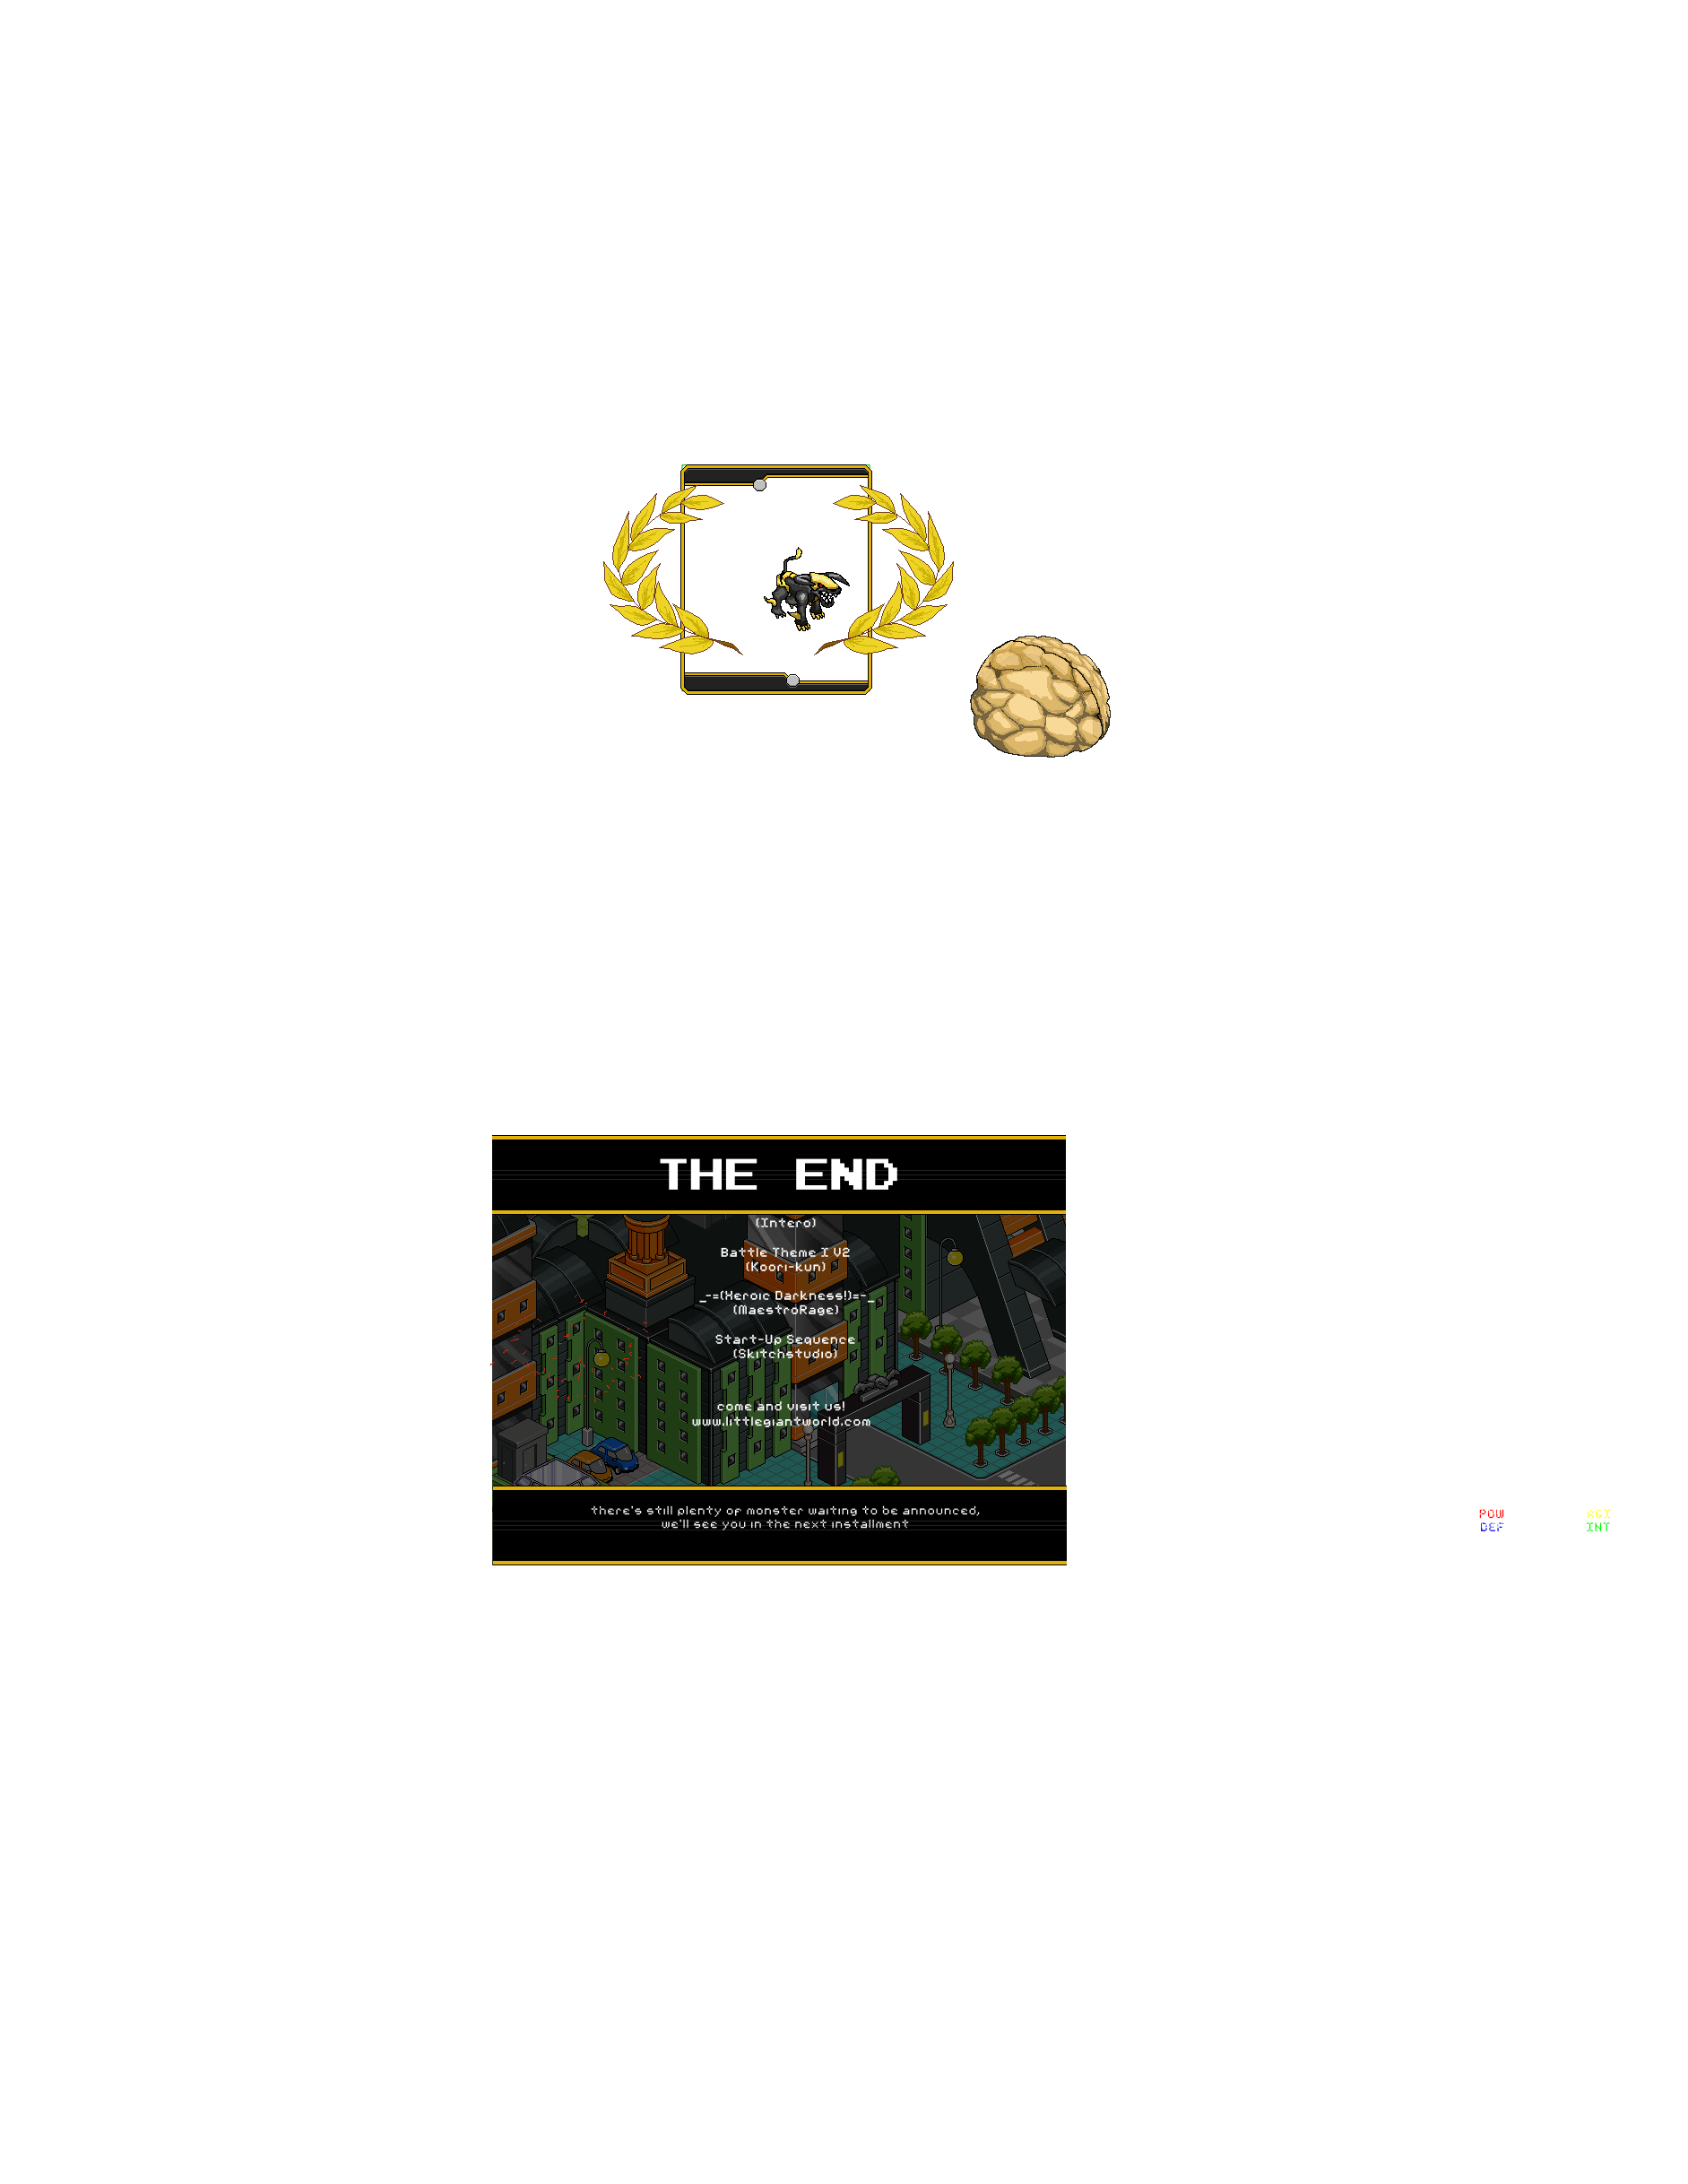 THE END
(Intero)
Battle Theme I V2
(Koori-kun)
_-=(Heroic Darkness!)=-_
(MaestroRage)
Start-Up Sequence
(Skitchstudio)
come and visit us!
www.littlegiantworld.com
there's still plenty of monster waiting to be announced,
we'll see you in the next installment
POW AGI
DEF INT